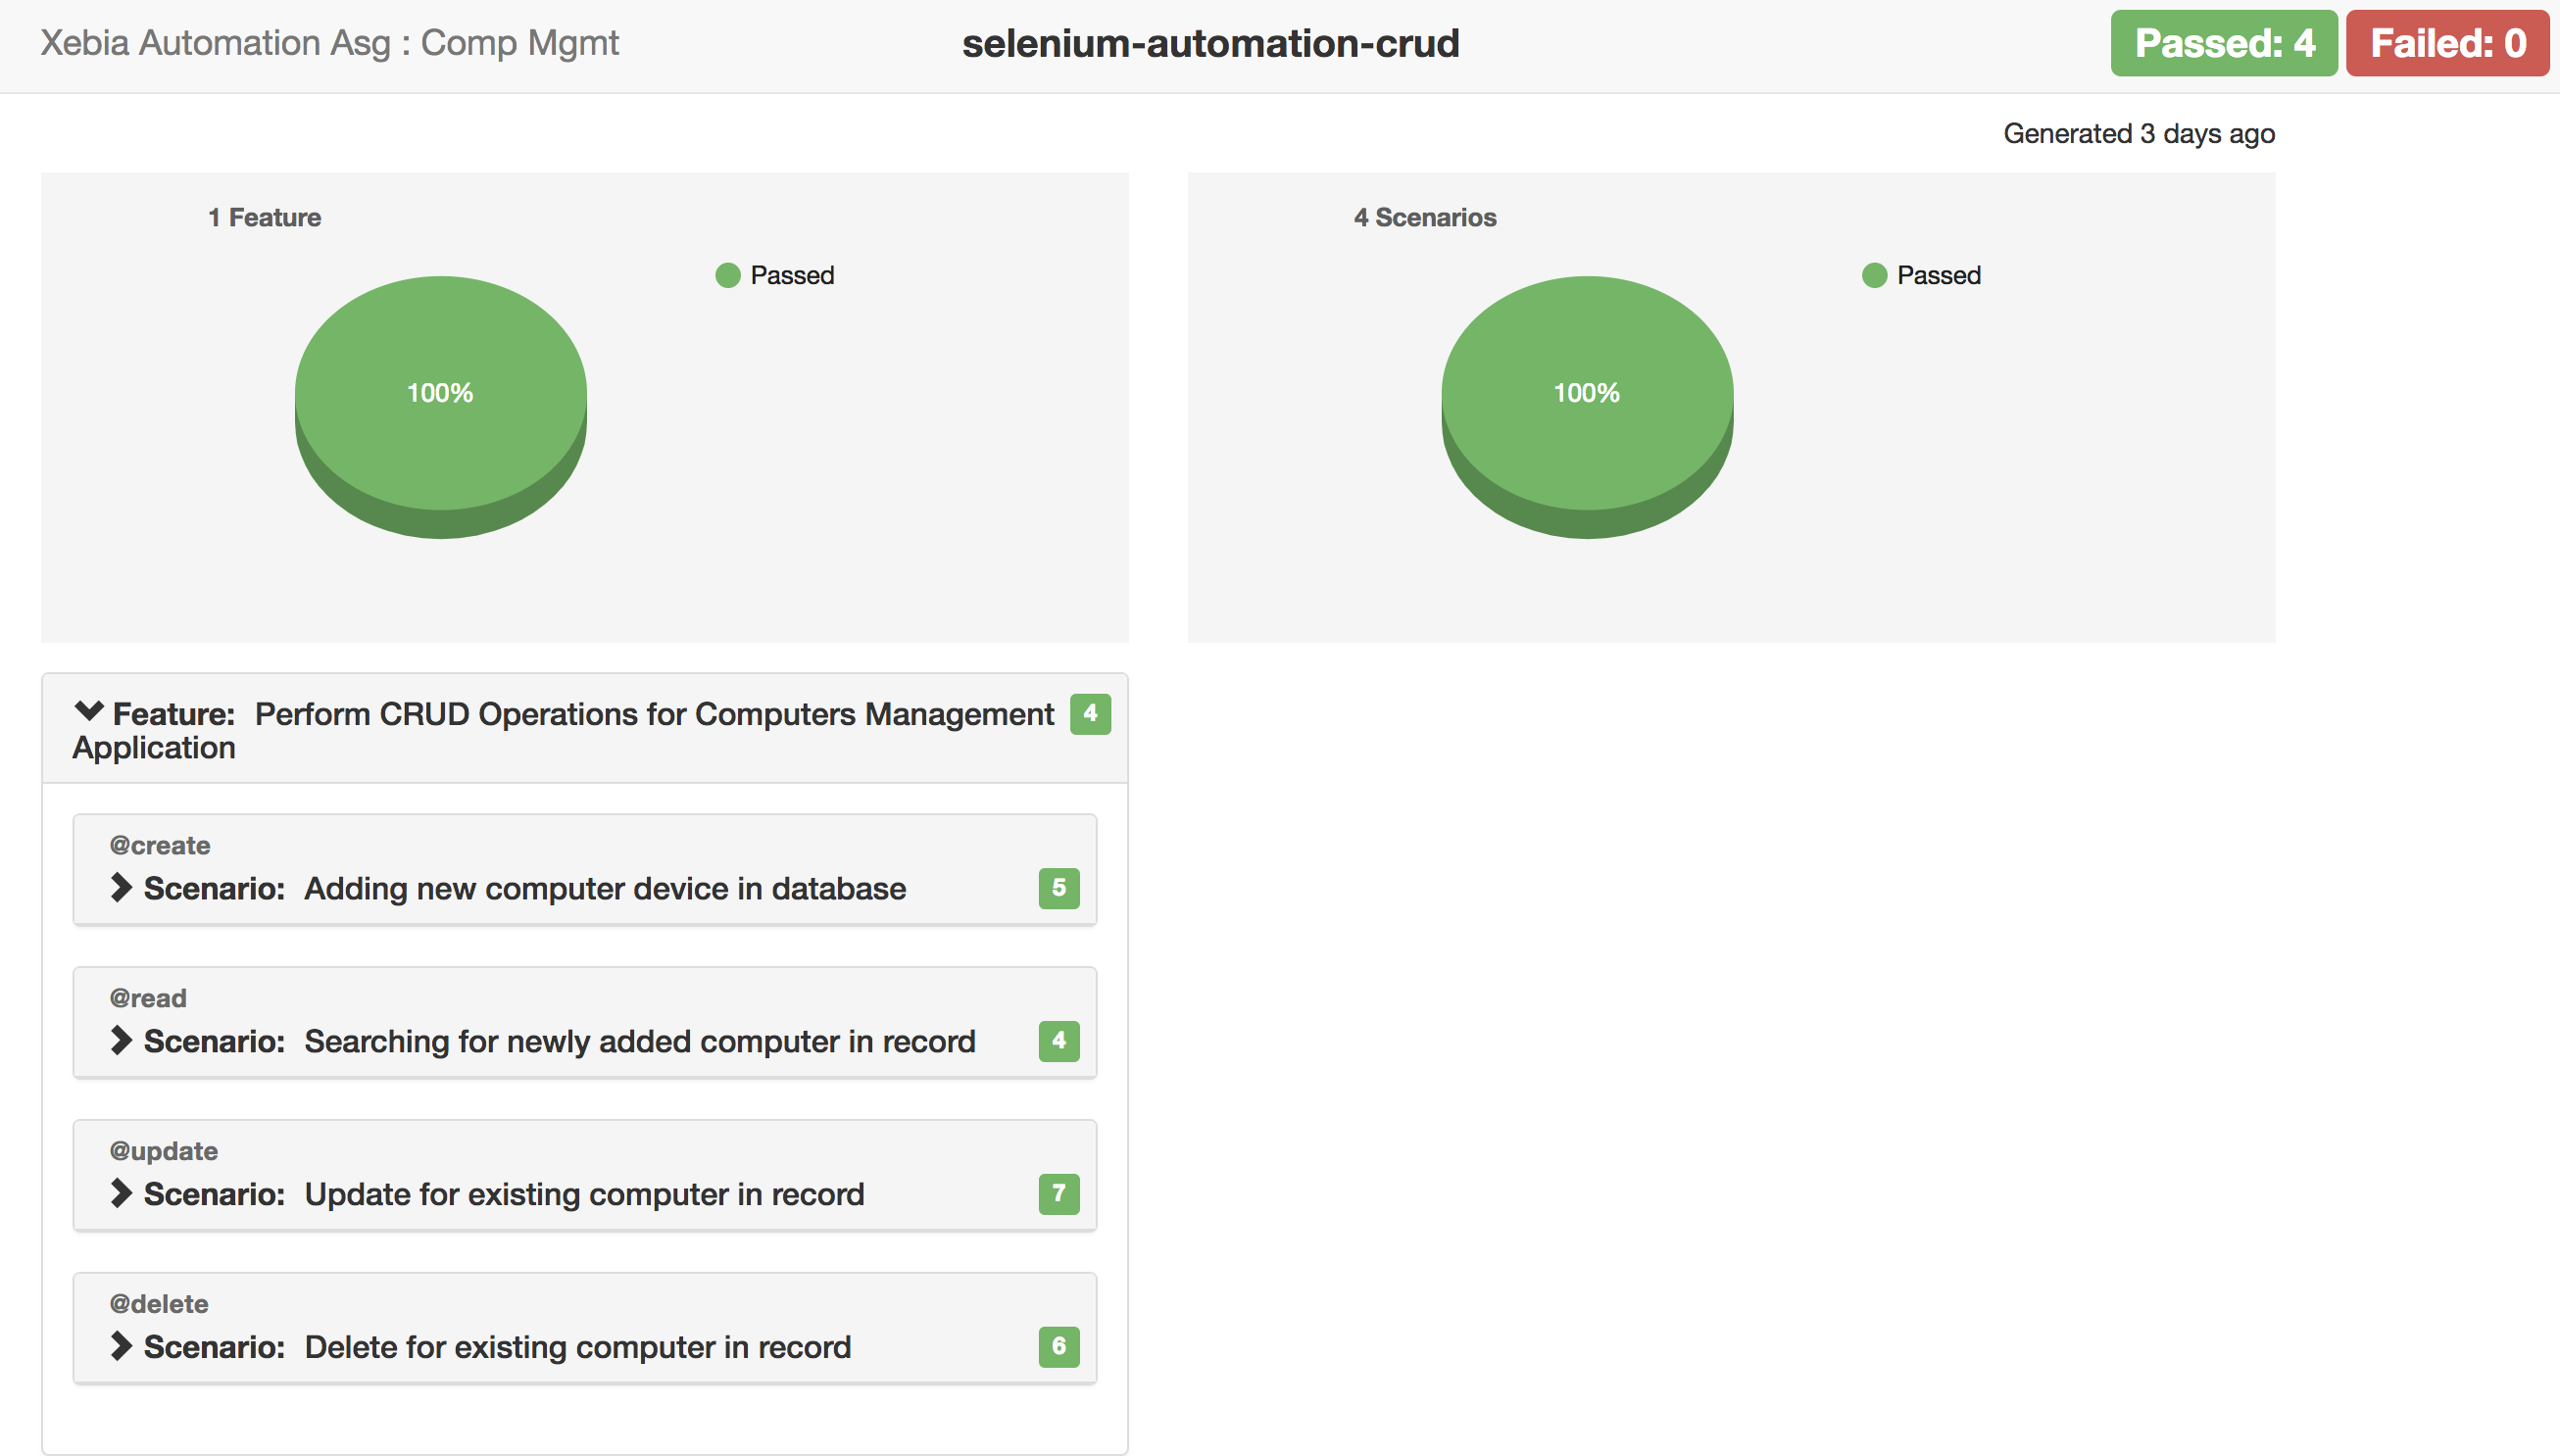 Xebia Automation Asg : Comp Mgmt
selenium-automation-crud
Passed: 4
Failed: 0
Generated 3 days ago
1 Feature
Passed
100%
4 Scenarios
Passed
100%
Feature: Perform CRUD Operations for Computers Management 4
Application
@create
Scenario: Adding new computer device in database 5
@read
Scenario: Searching for newly added computer in record 4
@update
Scenario: Update for existing computer in record 7
@delete
Scenario: Delete for existing computer in record 6